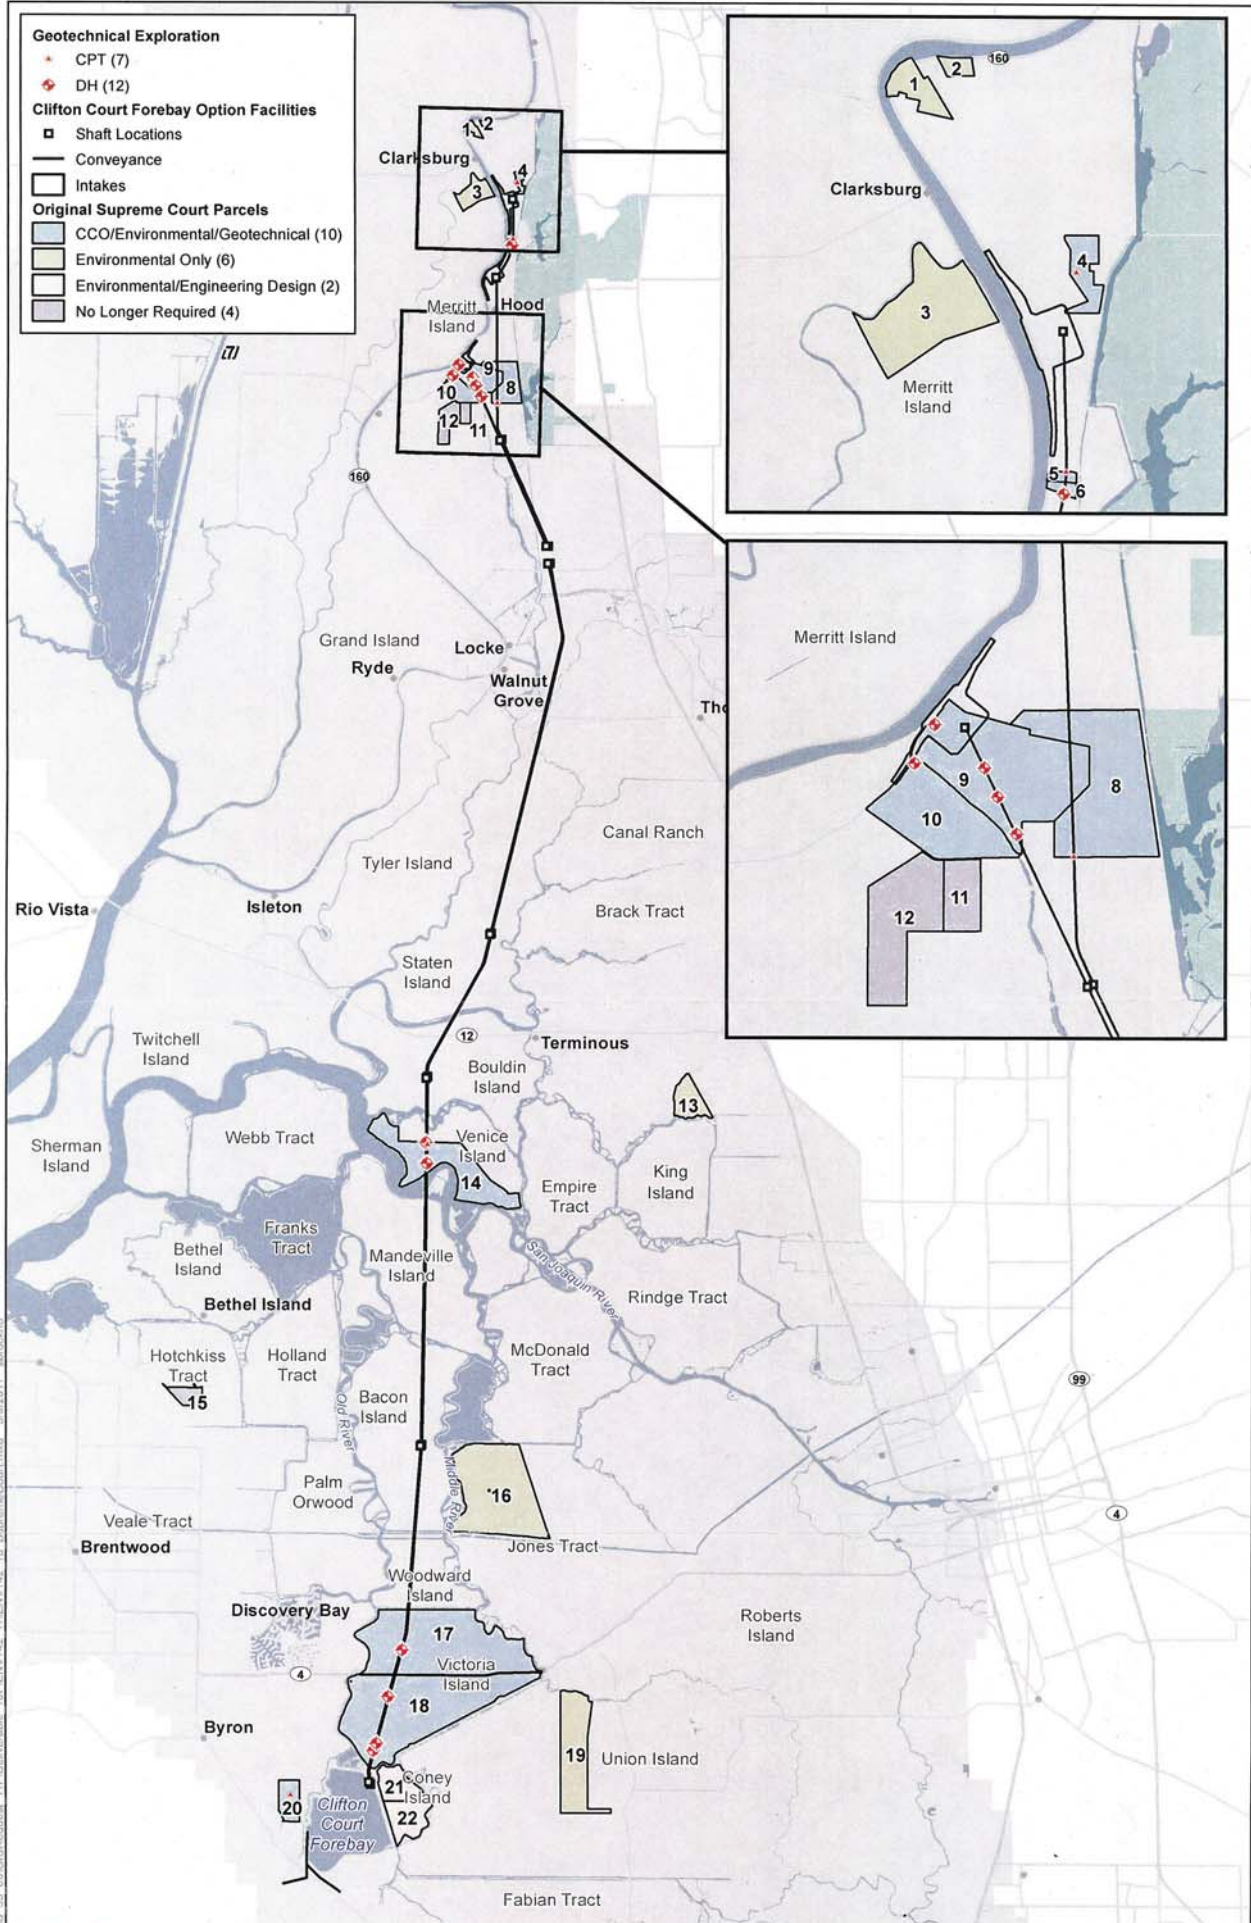 Geotechnical Exploration
CPT (7)
DH (12)
Clifton Court Forebay Option Facilities
Shaft Locations
Conveyance
Intakes
Original Supreme Court Parcels
CCO/Environmental/Geotechnical (10)
Environmental Only (6)
Environmental/Engineering Design (2)
No Longer Required (4)
1
2
Clarksburg
4
3
Merritt
Island
Hood
9
8
10
12
11
160
Grand Island
Ryde
Locke
Walnut
Grove
Tho
Canal Ranch
Tyler Island
Rio Vista
Isleton
Brack Tract
Staten
Island
12
Terminous
Twitchell
Island
Bouldin
Island
13
Sherman
Island
Webb Tract
Venice
Island
14
King
Island
Empire
Tract
Franks
Tract
Bethel
Island
Mandeville
Island
San Joaquin River
Bethel Island
Rindge Tract
Hotchkiss
Tract
15
Holland
Tract
McDonald
Tract
99
Bacon
Island
Old River
Middle River
16
Palm
Orwood
4
Veale Tract
Brentwood
Jones Tract
Woodward
Island
Discovery Bay
17
Roberts
Island
4
Victoria
Island
18
Byron
19
Union Island
20
21
Coney
Island
22
Clifton
Court
Forebay
Fabian Tract
1
2
160
Clarksburg
3
4
Merritt
Island
5
6
Merritt Island
9
8
10
11
12